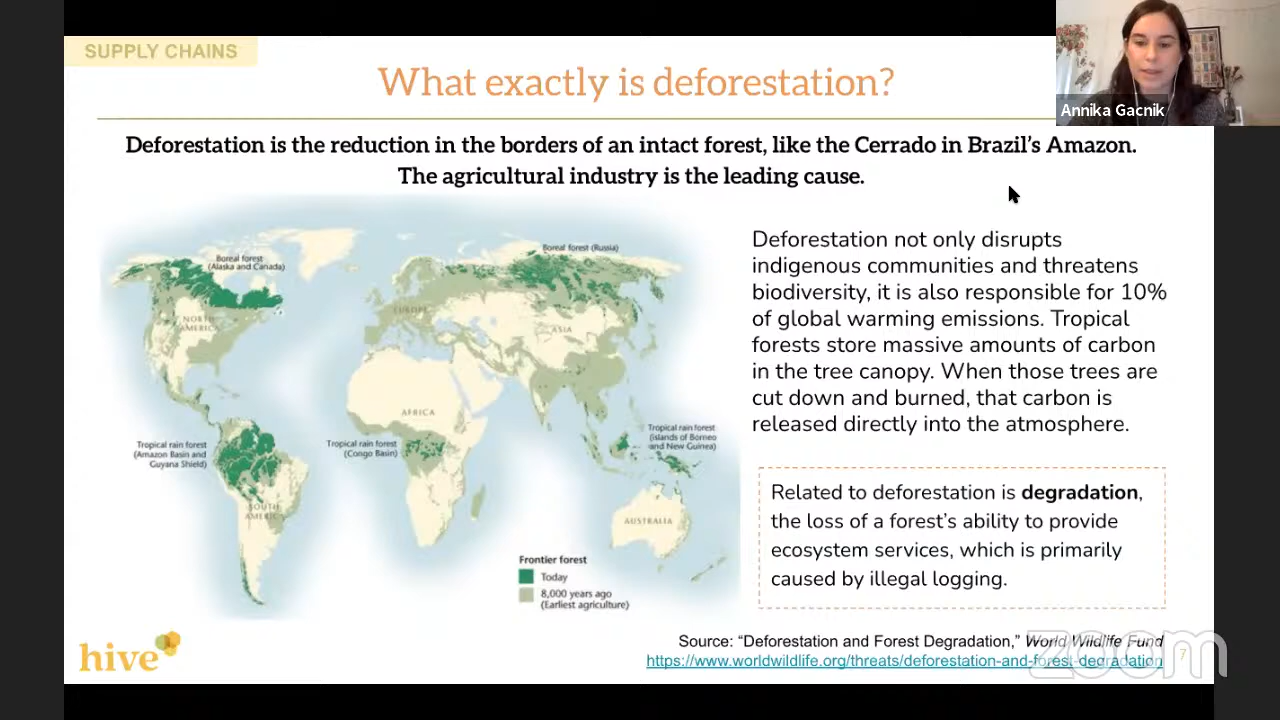 SUPPLY CHAINS
What exactly is deforestation?
Annika Gacnik
Deforestation is the reduction in the borders of an intact forest, like the Cerrado in Brazil’s Amazon.
The agricultural industry is the leading cause.
Boreal forest
(Alaska and Canada)
Boreal forest (Russia)
NORTH
AMERICA
EUROPE
ASIA
AFRICA
Tropical rain forest
(Amazon Basin and
Guyana Shield)
Tropical rain forest
(Congo Basin)
Tropical rain forest
(islands of Borneo
and New Guinea)
SOUTH
AMERICA
AUSTRALIA
Frontier forest
Today
8,000 years ago
(Earliest agriculture)
Deforestation not only disrupts
indigenous communities and threatens
biodiversity, it is also responsible for 10%
of global warming emissions. Tropical
forests store massive amounts of carbon
in the tree canopy. When those trees are
cut down and burned, that carbon is
released directly into the atmosphere.
Related to deforestation is degradation,
the loss of a forest’s ability to provide
ecosystem services, which is primarily
caused by illegal logging.
hive
Source: “Deforestation and Forest Degradation,” World Wildlife Fund
https://www.worldwildlife.org/threats/deforestation-and-forest-degradation
7
zoom